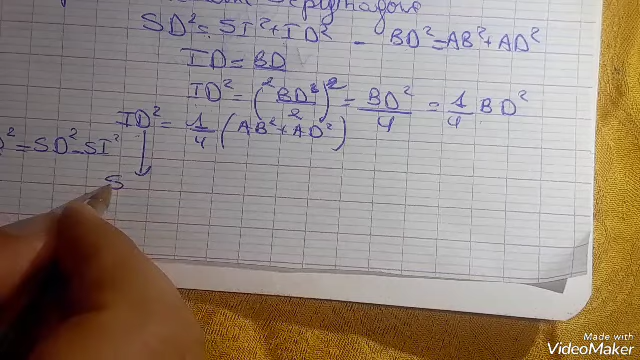 SD² = SI² + ID² - BD² = AB² + AD²
ID = BD
ID² = (BD/2)² = BD²/4 = 1/4 BD²
ID² = 1/4 (AB² + AD²)
² = SD² - SI²
S
Made with
VideoMaker